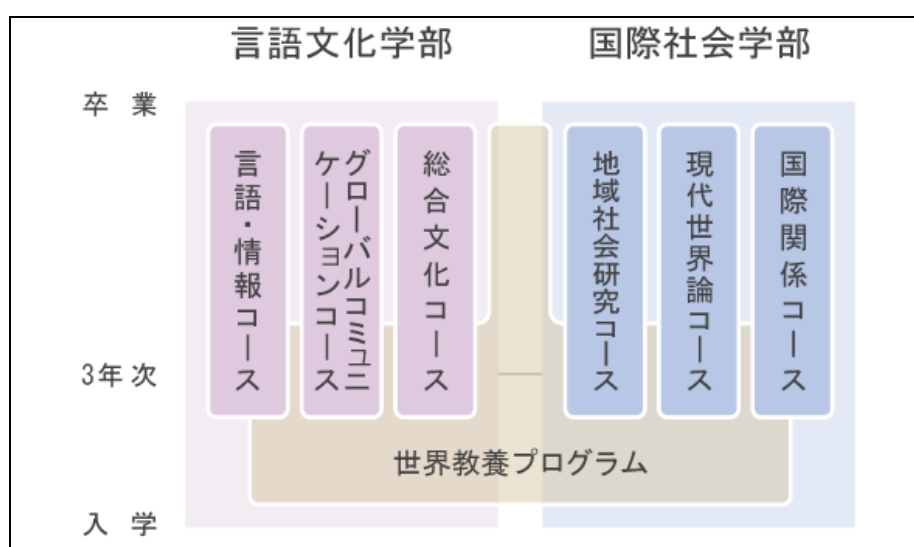 言語文化学部
国際社会学部
卒業
言語・情報コース
グローバルコミュニ
ケーションコース
総合文化コース
地域社会研究コース
現代世界論コース
国際関係コース
3年次
世界教養プログラム
入学